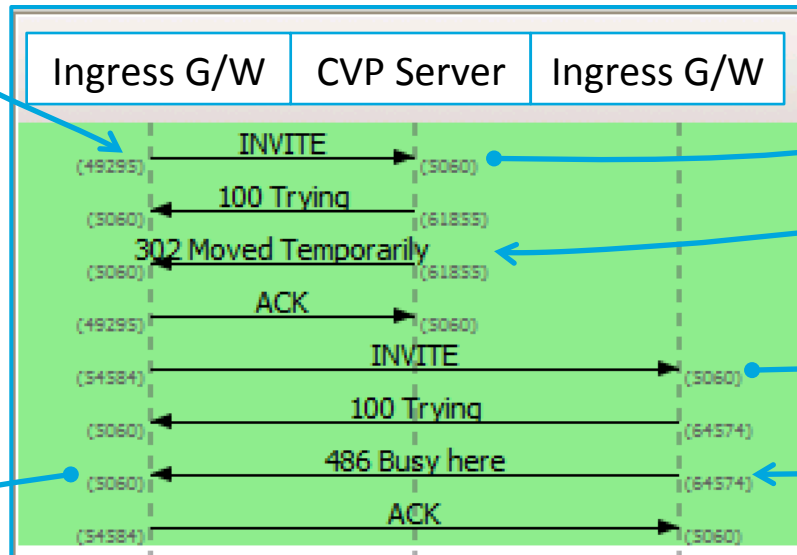 Ingress G/W CVP Server Ingress G/W
INVITE
(49295) (5060)
100 Trying
(5060) (61855)
302 Moved Temporarily
(5060) (61855)
ACK
(49295) (5060)
INVITE
(54584) (5060)
100 Trying
(5060) (64574)
486 Busy here
(5060) (64574)
ACK
(54584) (5060)